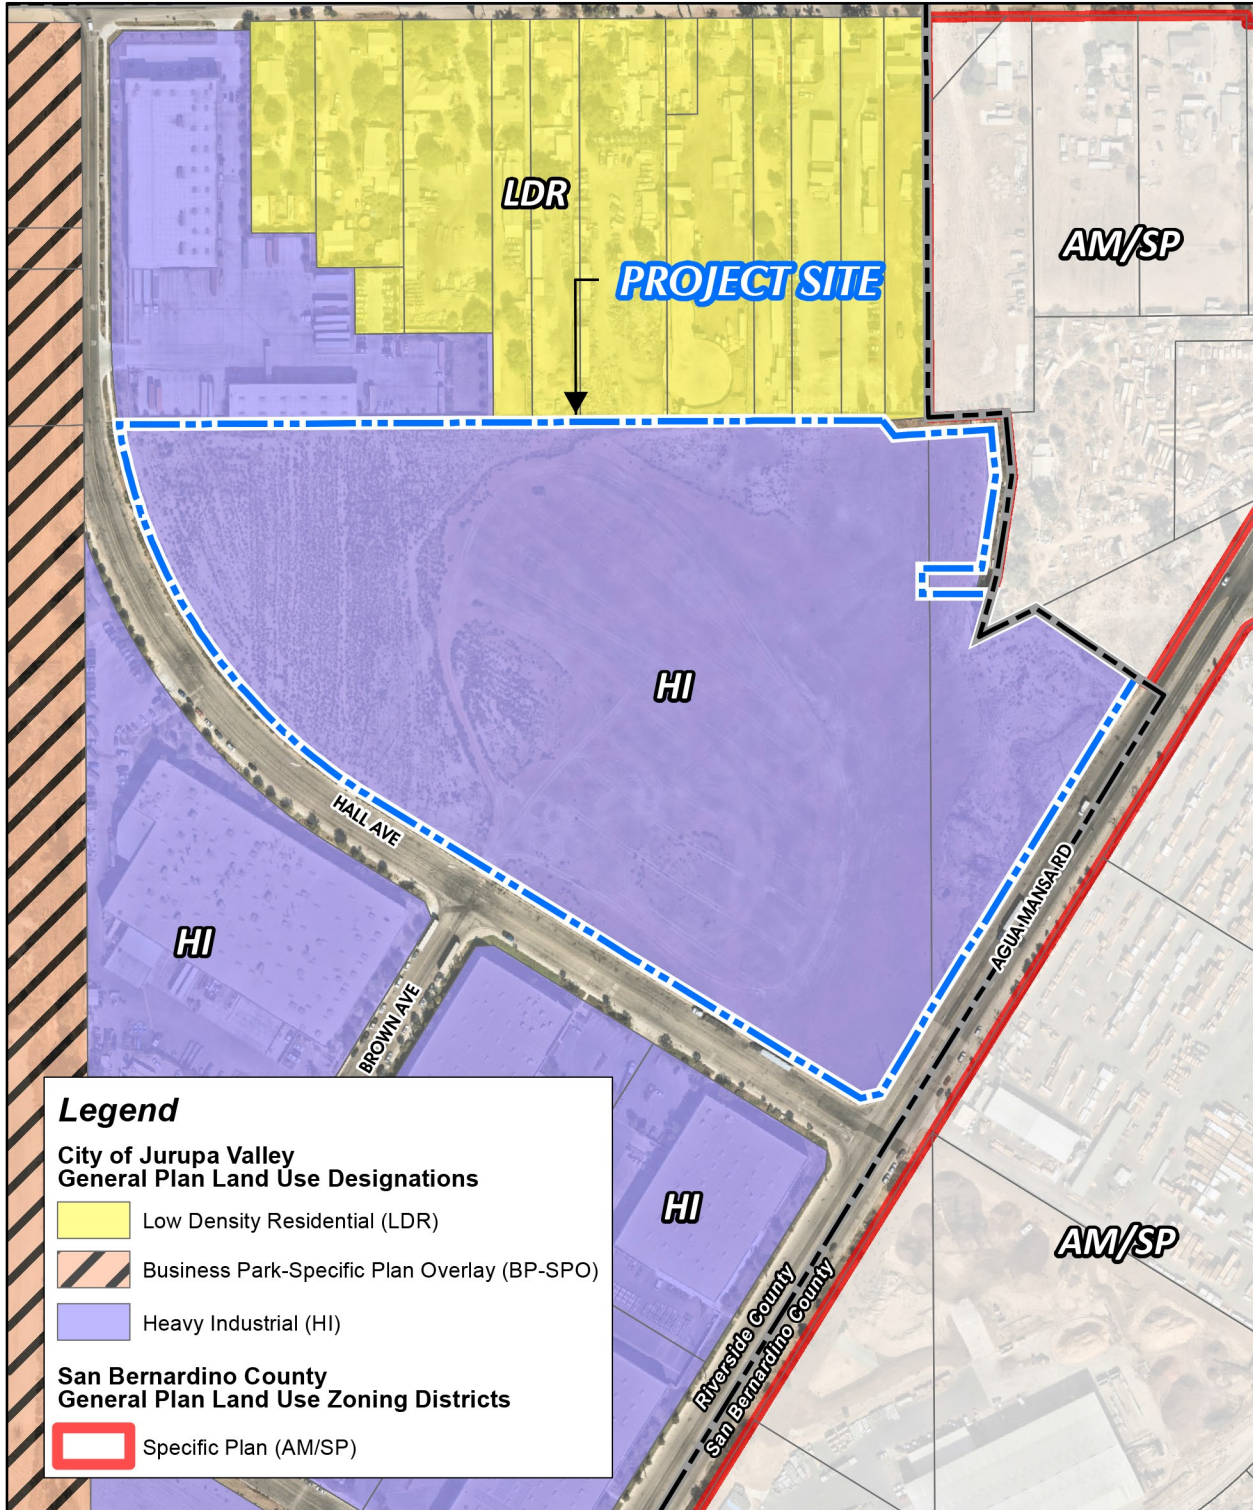 LDR
AM/SP
PROJECT SITE
HI
HALL AVE
AGUA MANSA RD
HI
BROWN AVE
HI
AM/SP
Riverside County
San Bernardino County
Legend
City of Jurupa Valley
General Plan Land Use Designations
Low Density Residential (LDR)
Business Park-Specific Plan Overlay (BP-SPO)
Heavy Industrial (HI)
San Bernardino County
General Plan Land Use Zoning Districts
Specific Plan (AM/SP)